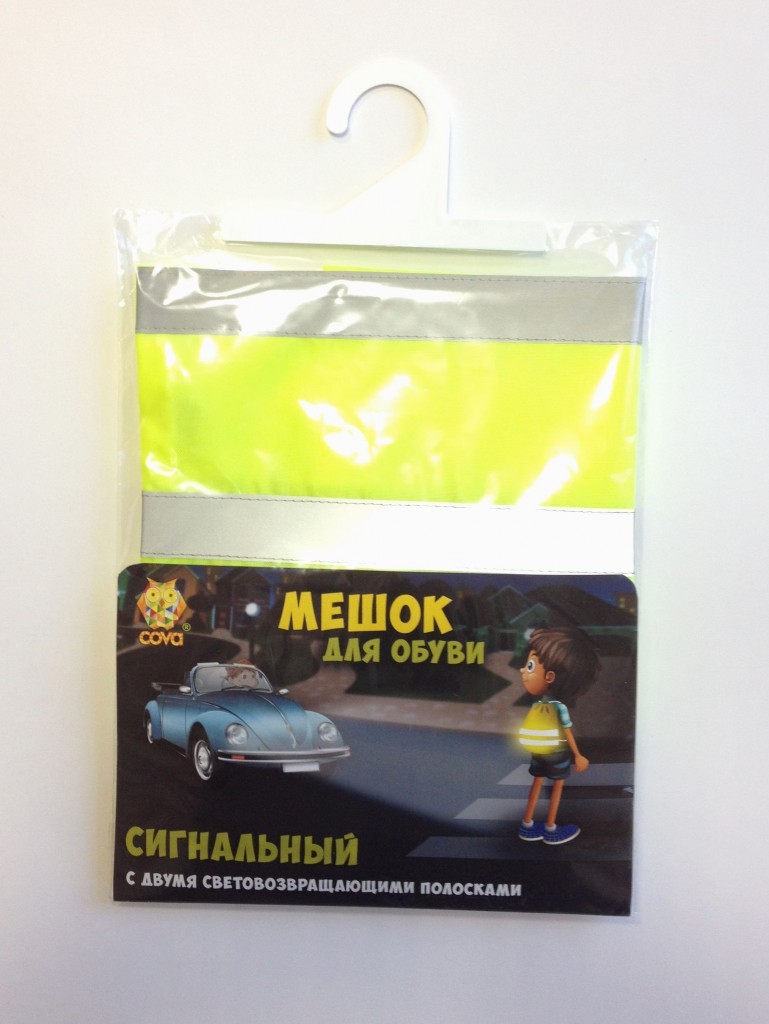 cova®
МЕШОК
ДЛЯ ОБУВИ
СИГНАЛЬНЫЙ
С ДВУМЯ СВЕТОВОЗВРАЩАЮЩИМИ ПОЛОСКАМИ